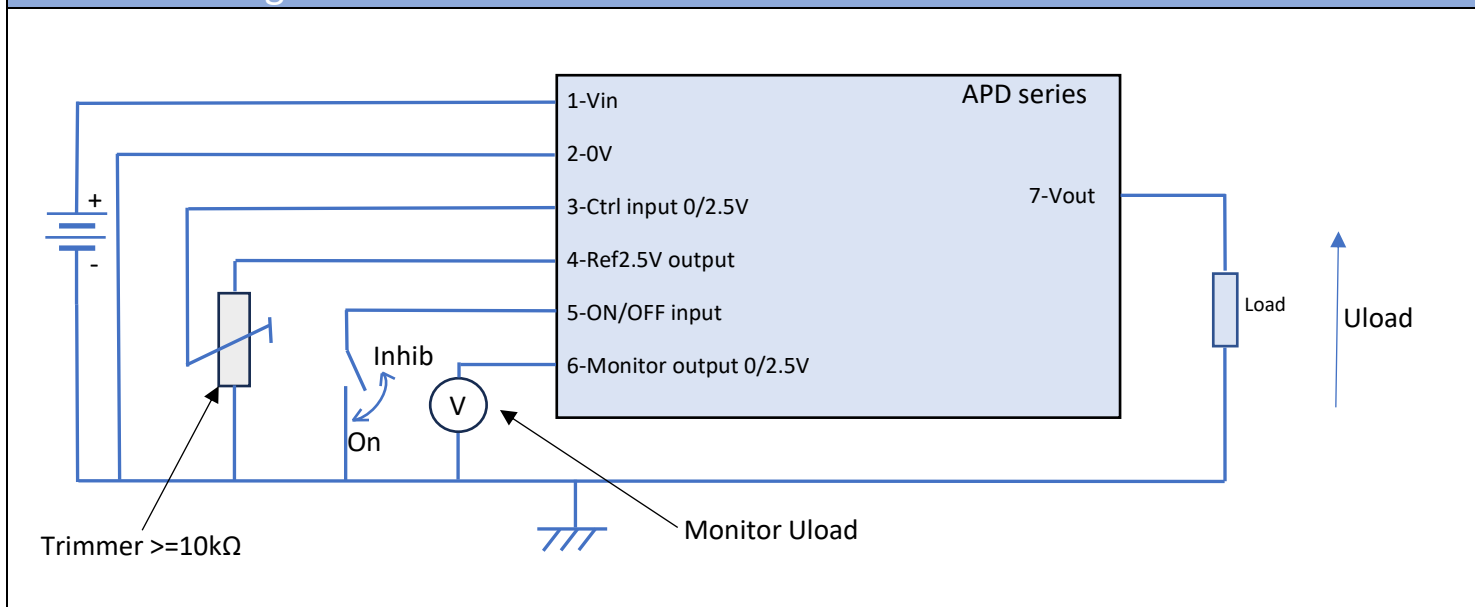 APD series
1-Vin
2-0V
3-Ctrl input 0/2.5V
4-Ref2.5V output
5-ON/OFF input
6-Monitor output 0/2.5V
7-Vout
+
-
Inhib
On
V
Load
Uload
Trimmer >=10kΩ
Monitor Uload